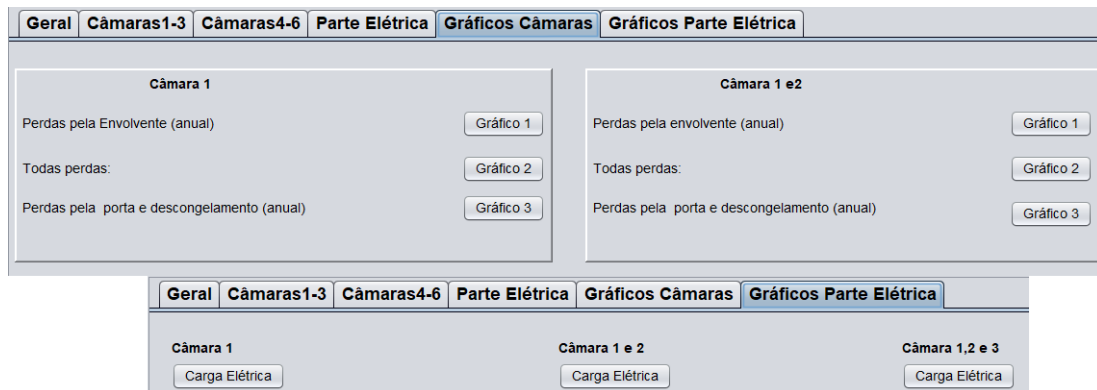 Geral Câmaras1-3 Câmaras4-6 Parte Elétrica Gráficos Câmaras Gráficos Parte Elétrica
Câmara 1
Perdas pela Envolvente (anual) Gráfico 1
Todas perdas: Gráfico 2
Perdas pela porta e descongelamento (anual) Gráfico 3
Câmara 1 e2
Perdas pela envolvente (anual) Gráfico 1
Todas perdas: Gráfico 2
Perdas pela porta e descongelamento (anual) Gráfico 3
Geral Câmaras1-3 Câmaras4-6 Parte Elétrica Gráficos Câmaras Gráficos Parte Elétrica
Câmara 1 Câmara 1 e 2 Câmara 1,2 e 3
Carga Elétrica Carga Elétrica Carga Elétrica